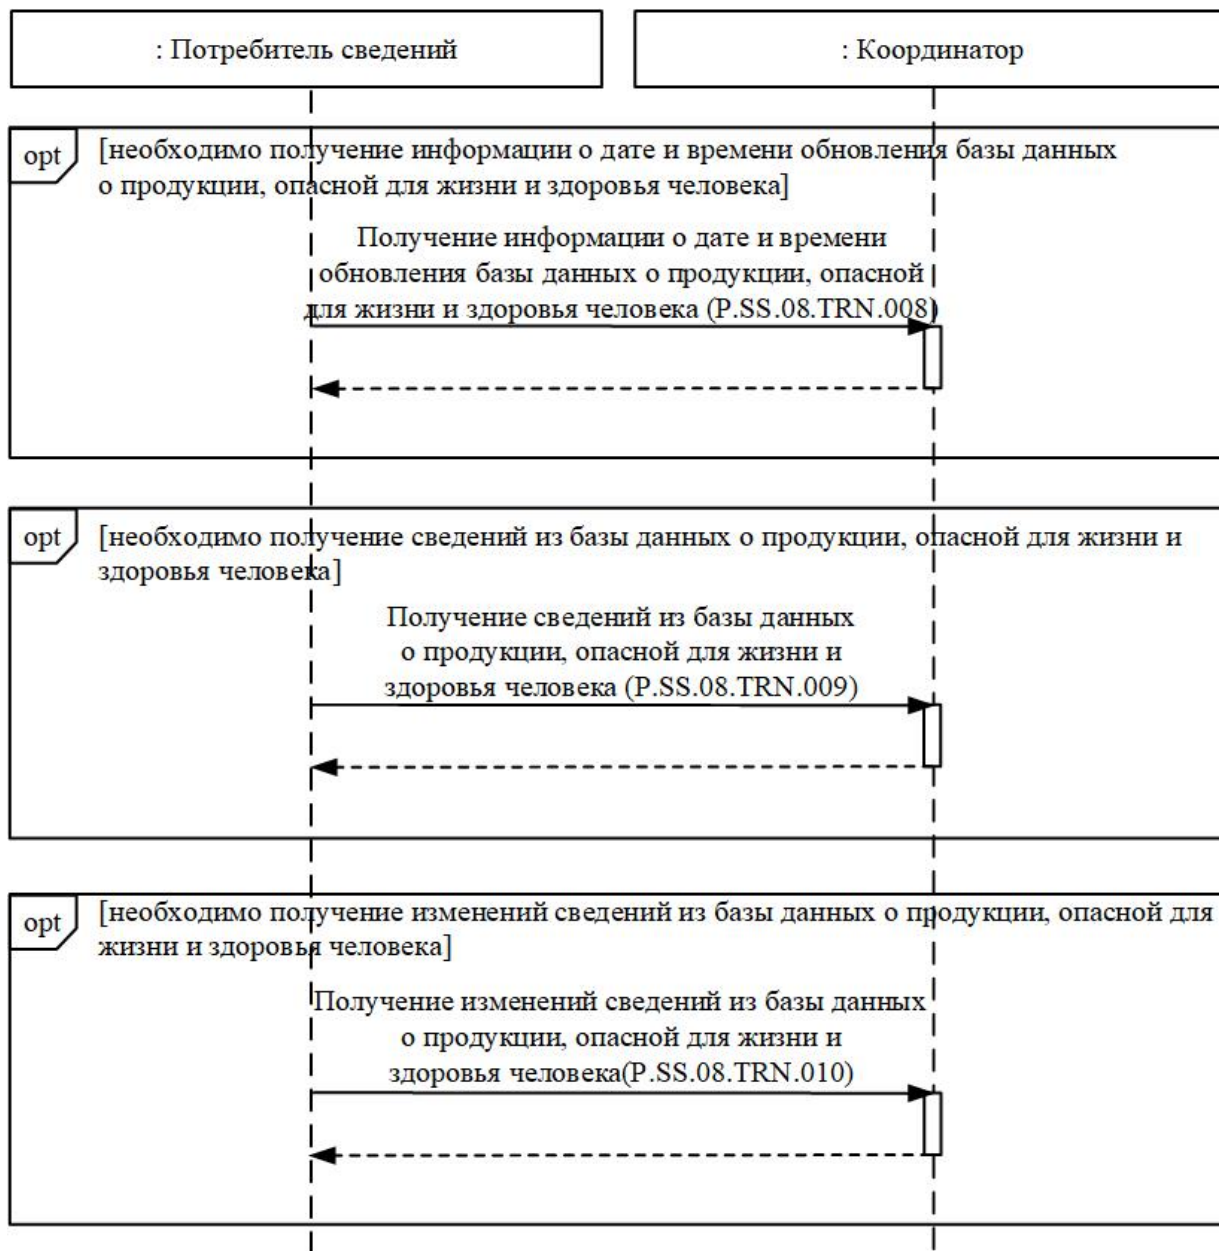 : Потребитель сведений
: Координатор
opt
[необходимо получение информации о дате и времени обновления базы данных
о продукции, опасной для жизни и здоровья человека]
Получение информации о дате и времени
обновления базы данных о продукции, опасной
для жизни и здоровья человека (P.SS.08.TRN.008)
opt
[необходимо получение сведений из базы данных о продукции, опасной для жизни и
здоровья человека]
Получение сведений из базы данных
о продукции, опасной для жизни и
здоровья человека (P.SS.08.TRN.009)
opt
[необходимо получение изменений сведений из базы данных о продукции, опасной для
жизни и здоровья человека]
Получение изменений сведений из базы данных
о продукции, опасной для жизни и
здоровья человека(P.SS.08.TRN.010)